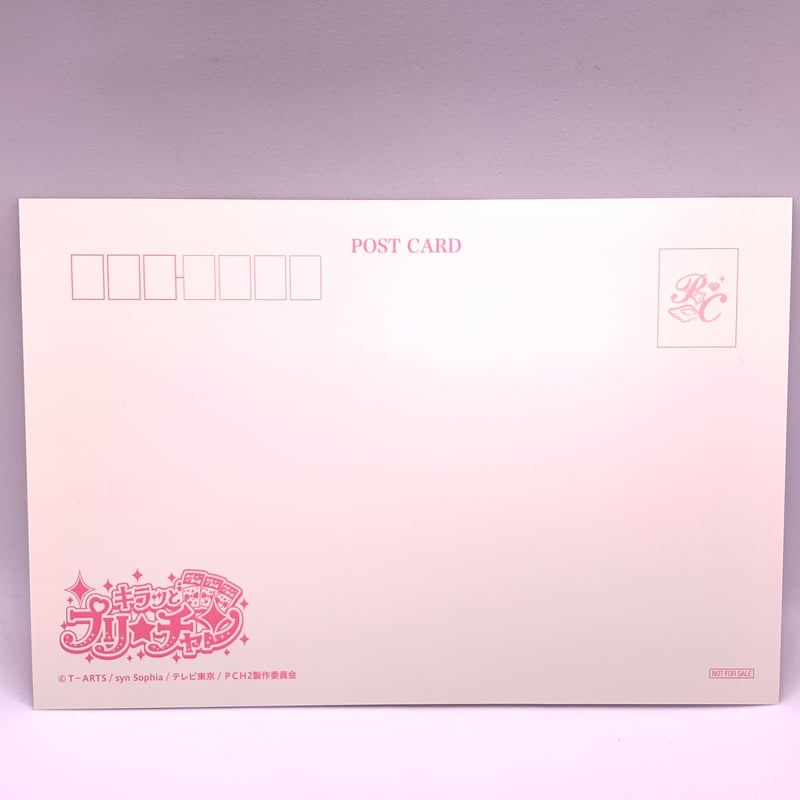 POST CARD
P☆C
キラッと
プリ☆チャン
© T－ARTS / syn Sophia / テレビ東京 / PCH2製作委員会
NOT FOR SALE